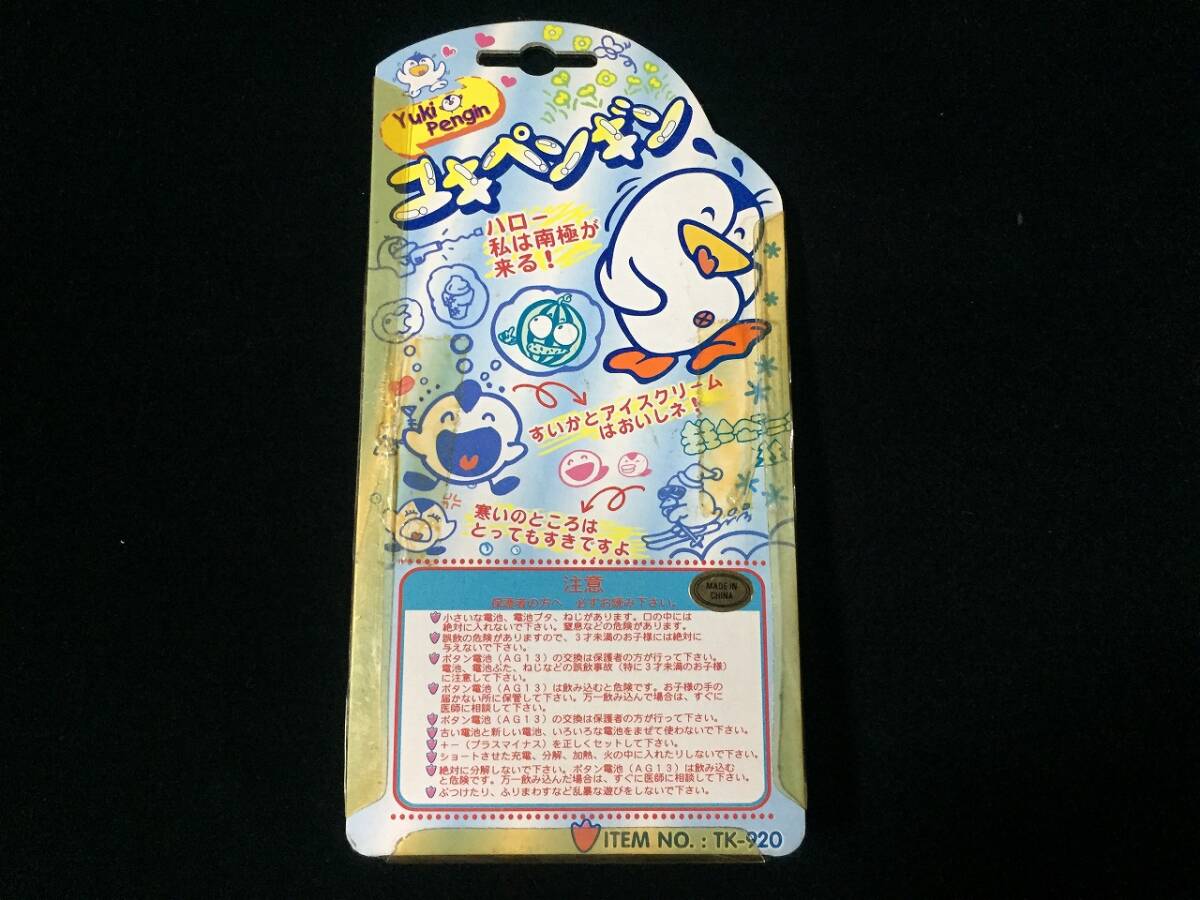 Yuki
Pengin
ユキペンギン
ハロー
私は南極が
来る!
すいかとアイスクリーム
はおいしネ!
寒いのところは
とってもすきですよ
注意
保護者の方へ 必ずお読み下さい。
MADE IN
CHINA
小さいな電池、電池ブタ、ねじがあります。口の中には
絶対に入れないで下さい。窒息などの危険があります。
誤飲の危険がありますので、3才未満のお子様には絶対に
与えないで下さい。
ボタン電池(AG13)の交換は保護者の方が行って下さい。
電池、電池ぶた、ねじなどの誤飲事故(特に3才未満のお子様)
に注意して下さい。
ボタン電池(AG13)は飲み込むと危険です。お子様の手の
届かない所に保管して下さい。万一飲み込んで場合は、すぐに
医師に相談して下さい。
ボタン電池(AG13)の交換は保護者の方が行って下さい。
古い電池と新しい電池、いろいろな電池をまぜて使わないで下さい。
+-(プラスマイナス)を正しくセットして下さい。
ショートさせた充電、分解、加熱、火の中に入れたりしないで下さい。
絶対に分解しないで下さい。ボタン電池(AG13)は飲み込む
と危険です。万一飲み込んだ場合は、すぐに医師に相談して下さい。
ぶつけたり、ふりまわすなど乱暴な遊びをしないで下さい。
ITEM NO. : TK-920